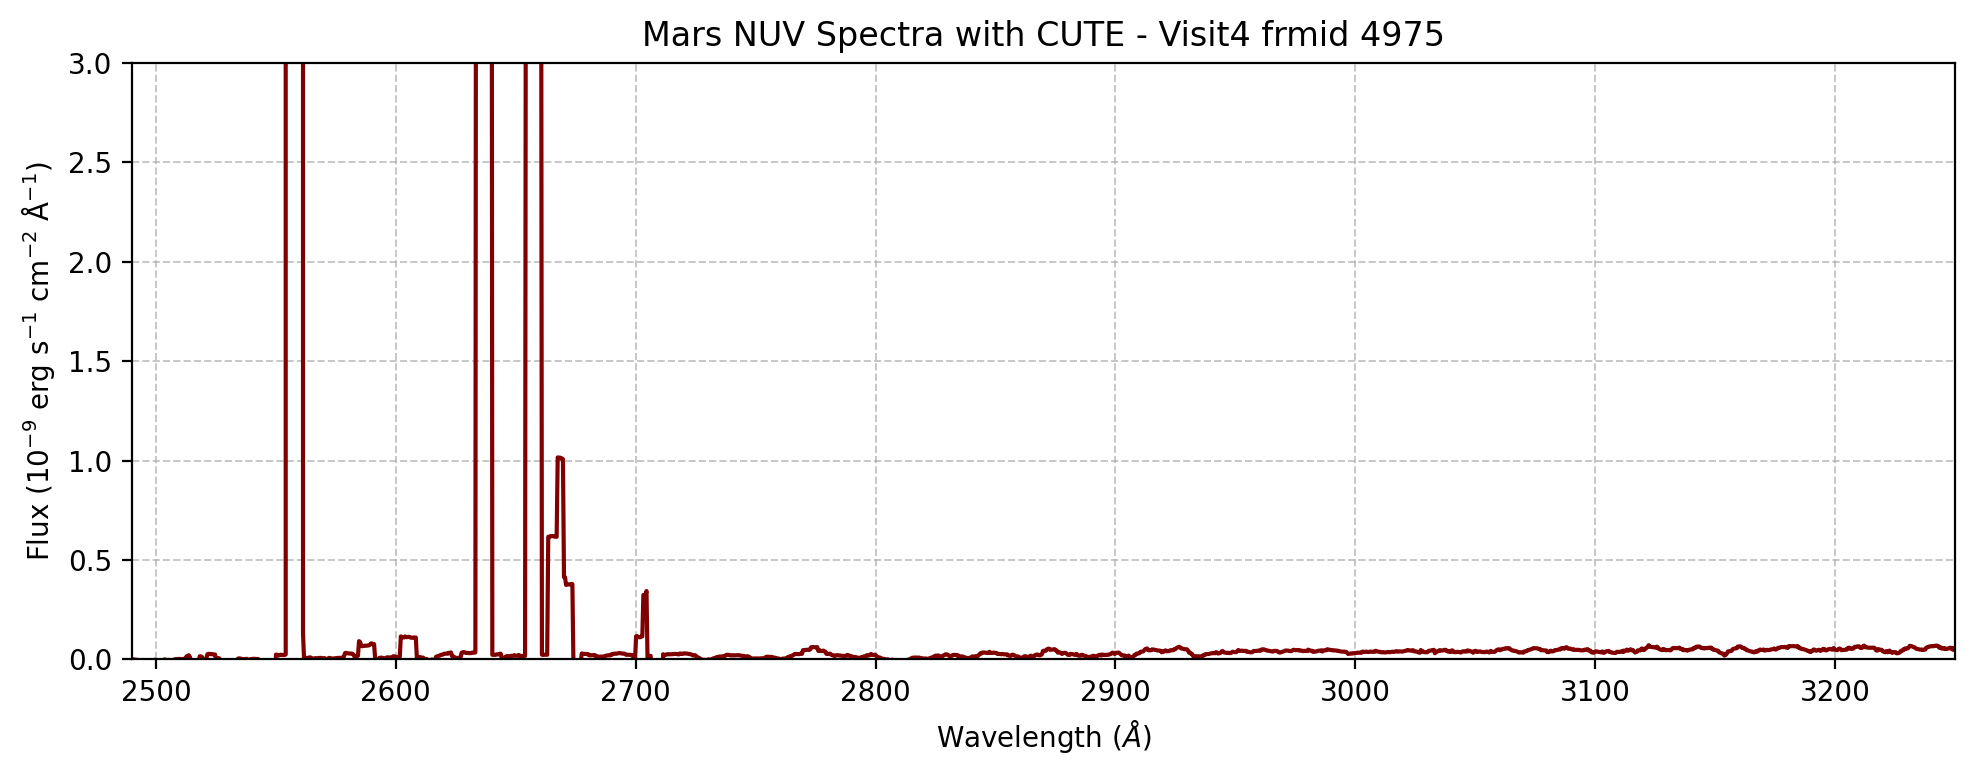 Mars NUV Spectra with CUTE - Visit4 frmid 4975
3.0
2.5
2.0
1.5
1.0
0.5
0.0
Flux (10⁻⁹ erg s⁻¹ cm⁻² Å⁻¹)
2500 2600 2700 2800 2900 3000 3100 3200
Wavelength (Å)